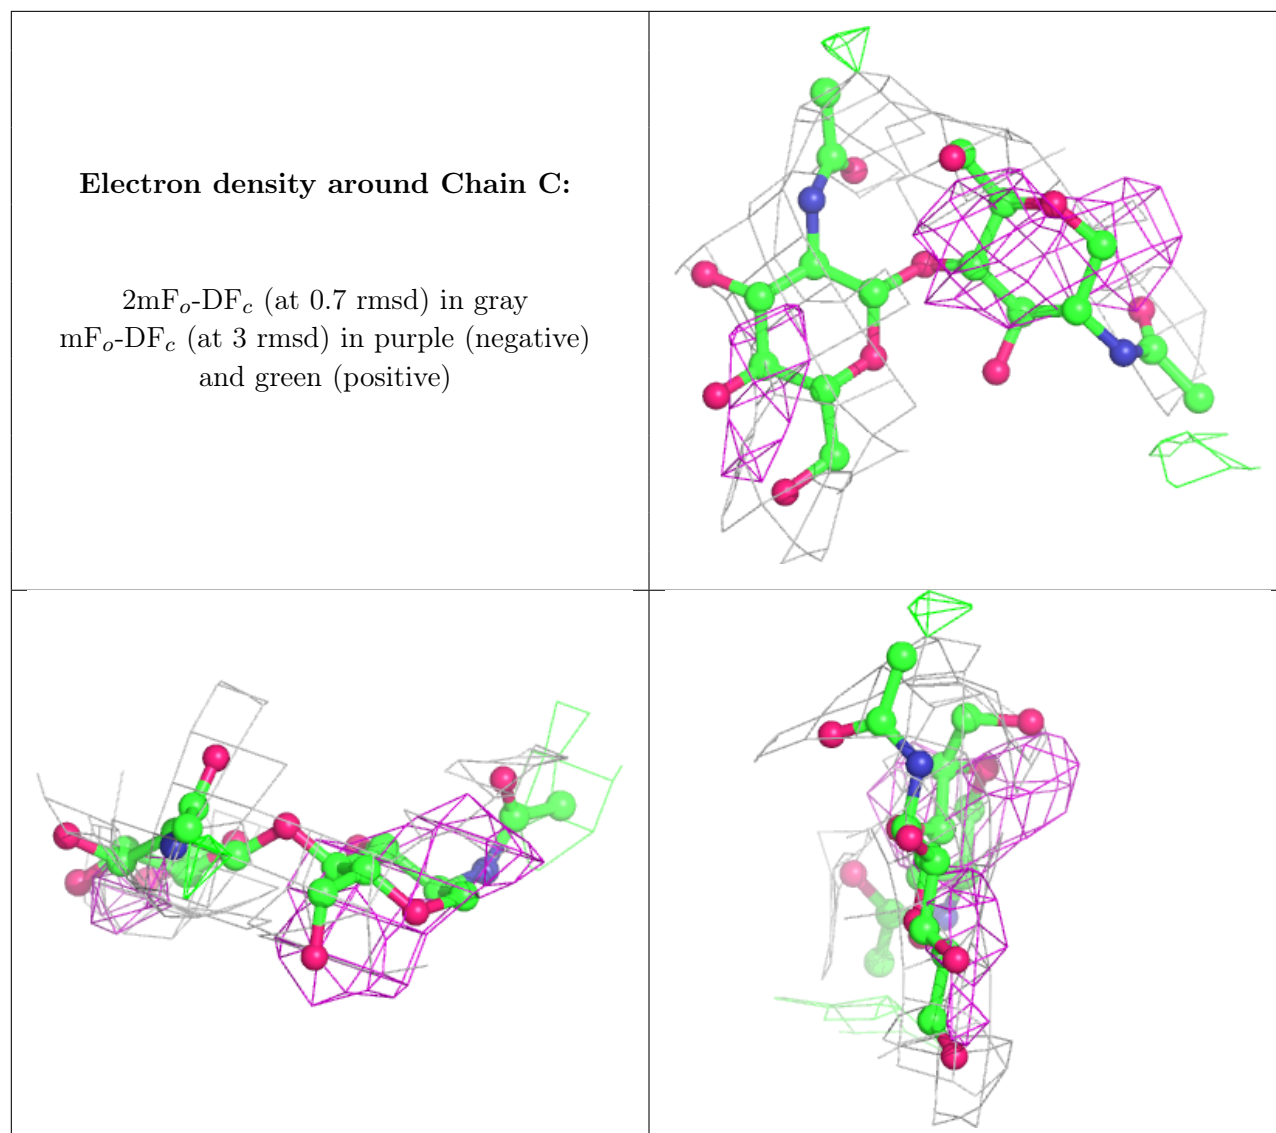 Electron density around Chain C:
2mFₒ-DF𝒸 (at 0.7 rmsd) in gray
mFₒ-DF𝒸 (at 3 rmsd) in purple (negative)
and green (positive)